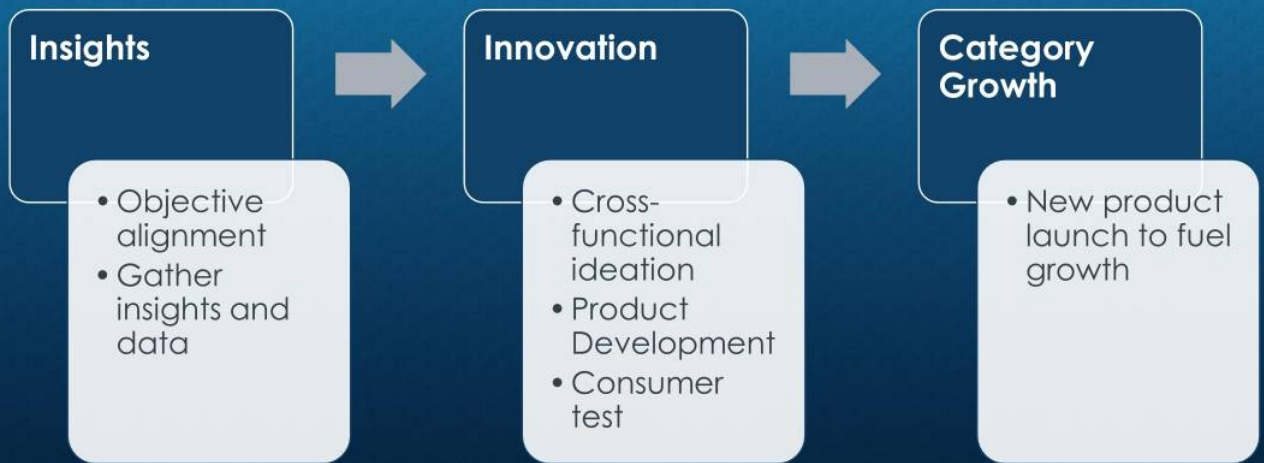 Insights
• Objective
alignment
• Gather
insights and
data
Innovation
• Cross-
functional
ideation
• Product
Development
• Consumer
test
Category
Growth
• New product
launch to fuel
growth